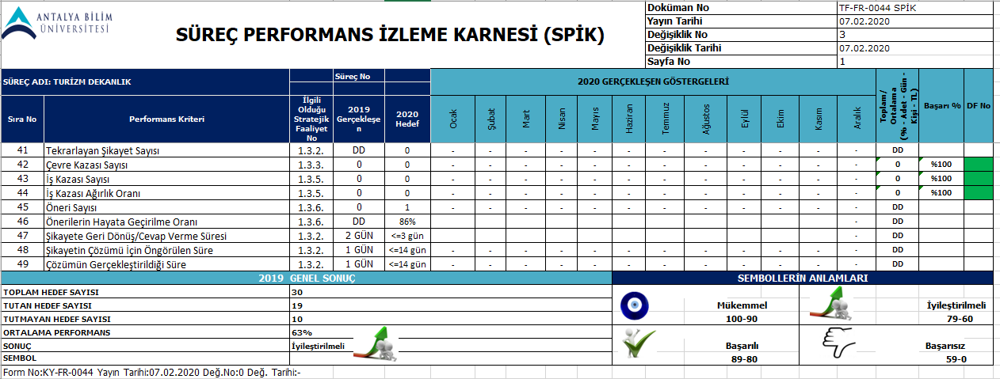 ANTALYA BİLİM
ÜNİVERSİTESİ
SÜREÇ PERFORMANS İZLEME KARNESİ (SPİK)
Doküman No TF-FR-0044 SPİK
Yayın Tarihi 07.02.2020
Değişiklik No 3
Değişiklik Tarihi 07.02.2020
Sayfa No 1
SÜREÇ ADI: TURİZM DEKANLIK
Süreç No
2020 GERÇEKLEŞEN GÖSTERGELERİ
Sıra No
Performans Kriteri
İlgili
Olduğu
Stratejik
Faaliyet
No
2019
Gerçekleşe
n
2020
Hedef
Ocak
Şubat
Mart
Nisan
Mayıs
Haziran
Temmuz
Ağustos
Eylül
Ekim
Kasım
Aralık
Toplam/
Ortalama
(% - Adet - Gün -
Kişi - TL)
Başarı %
DF No
41 Tekrarlayan Şikayet Sayısı 1.3.2. DD 0 - - - - - - - - - - - - DD
42 Çevre Kazası Sayısı 1.3.3. 0 0 - - - - - - - - - - - - 0 %100
43 İş Kazası Sayısı 1.3.5. 0 0 - - - - - - - - - - - - 0 %100
44 İş Kazası Ağırlık Oranı 1.3.5. 0 0 - - - - - - - - - - - - 0 %100
45 Öneri Sayısı 1.3.6. 0 1 - - - - - - - - - - - - DD
46 Önerilerin Hayata Geçirilme Oranı 1.3.6. DD 86% - DD
47 Şikayete Geri Dönüş/Cevap Verme Süresi 1.3.2. 2 GÜN <=3 gün - DD
48 Şikayetin Çözümü İçin Öngörülen Süre 1.3.2. 1 GÜN <=14 gün - - - - - - - - - - - - DD
49 Çözümün Gerçekleştirildiği Süre 1.3.2. 1 GÜN <=14 gün - - - - - - - - - - - - DD
2019 GENEL SONUÇ
TOPLAM HEDEF SAYISI 30
TUTAN HEDEF SAYISI 19
TUTMAYAN HEDEF SAYISI 10
ORTALAMA PERFORMANS 63%
SONUÇ İyileştirilmeli
SEMBOL
SEMBOLLERİN ANLAMLARI
Mükemmel
100-90
İyileştirilmeli
79-60
Başarılı
89-80
Başarısız
59-0
Form No:KY-FR-0044 Yayın Tarihi:07.02.2020 Değ.No:0 Değ. Tarihi:-